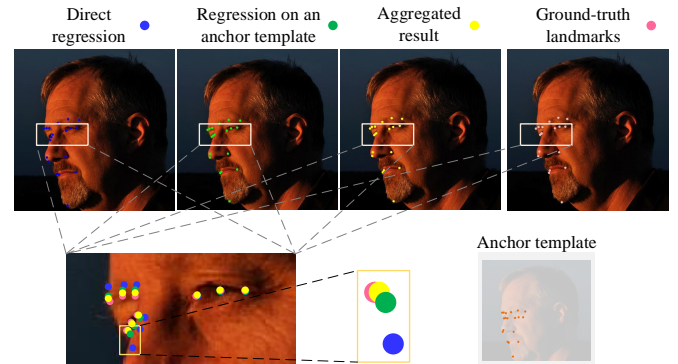 Direct
regression
Regression on an
anchor template
Aggregated
result
Ground-truth
landmarks
Anchor template